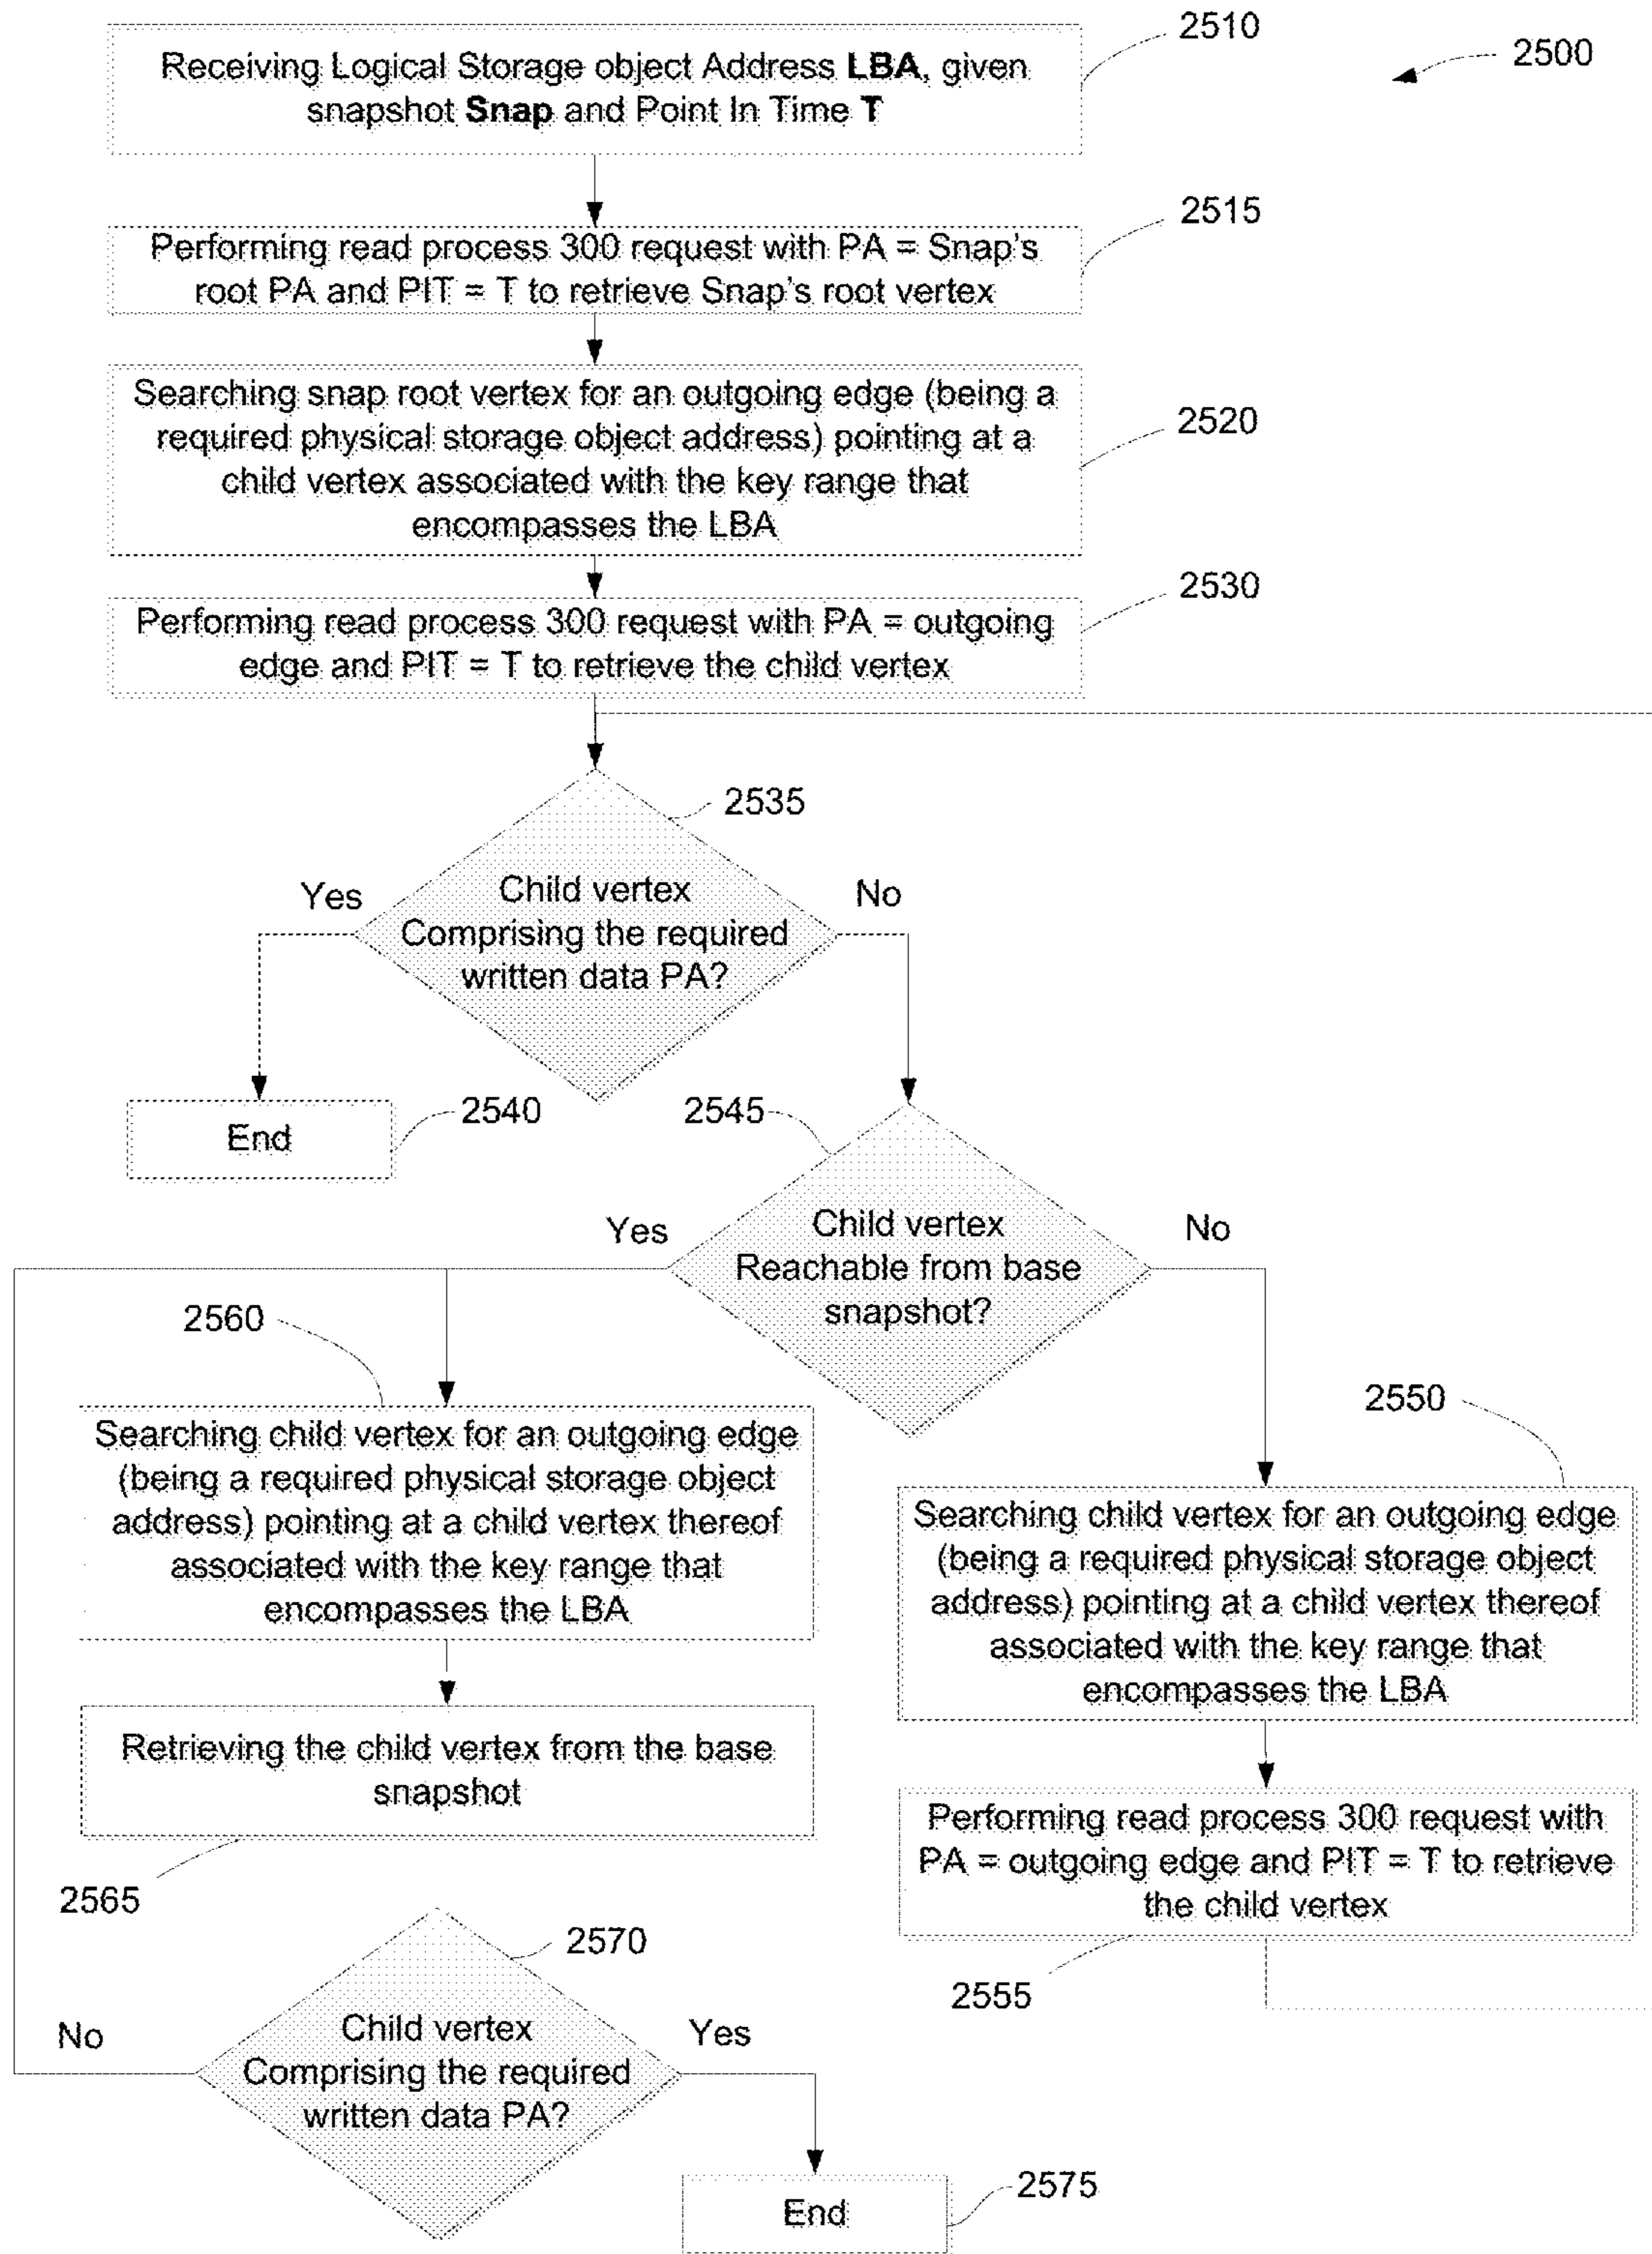 2510
2500
Receiving Logical Storage object Address LBA, given
snapshot Snap and Point In Time T
2515
Performing read process 300 request with PA = Snap's
root PA and PIT = T to retrieve Snap's root vertex
Searching snap root vertex for an outgoing edge (being a
required physical storage object address) pointing at a
child vertex associated with the key range that
encompasses the LBA
2520
2530
Performing read process 300 request with PA = outgoing
edge and PIT = T to retrieve the child vertex
2535
Yes
No
Child vertex
Comprising the required
written data PA?
2540
End
2545
Yes
No
Child vertex
Reachable from base
snapshot?
2560
2550
Searching child vertex for an outgoing edge
(being a required physical storage object
address) pointing at a child vertex thereof
associated with the key range that
encompasses the LBA
Searching child vertex for an outgoing edge
(being a required physical storage object
address) pointing at a child vertex thereof
associated with the key range that
encompasses the LBA
Retrieving the child vertex from the base
snapshot
2565
Performing read process 300 request with
PA = outgoing edge and PIT = T to retrieve
the child vertex
2555
2570
No
Yes
Child vertex
Comprising the required
written data PA?
End
2575